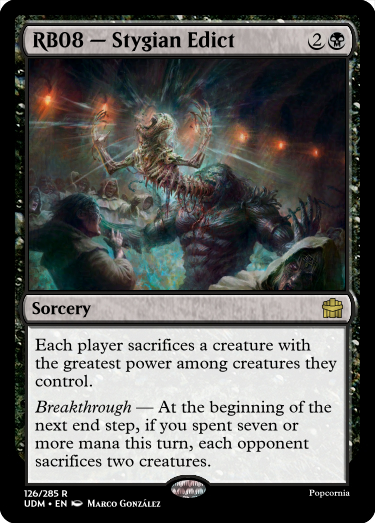 RB08 — Stygian Edict 2
Sorcery
Each player sacrifices a creature with
the greatest power among creatures they
control.
Breakthrough — At the beginning of the
next end step, if you spent seven or
more mana this turn, each opponent
sacrifices two creatures.
126/285 R
Popcornia
UDM • EN Marco González